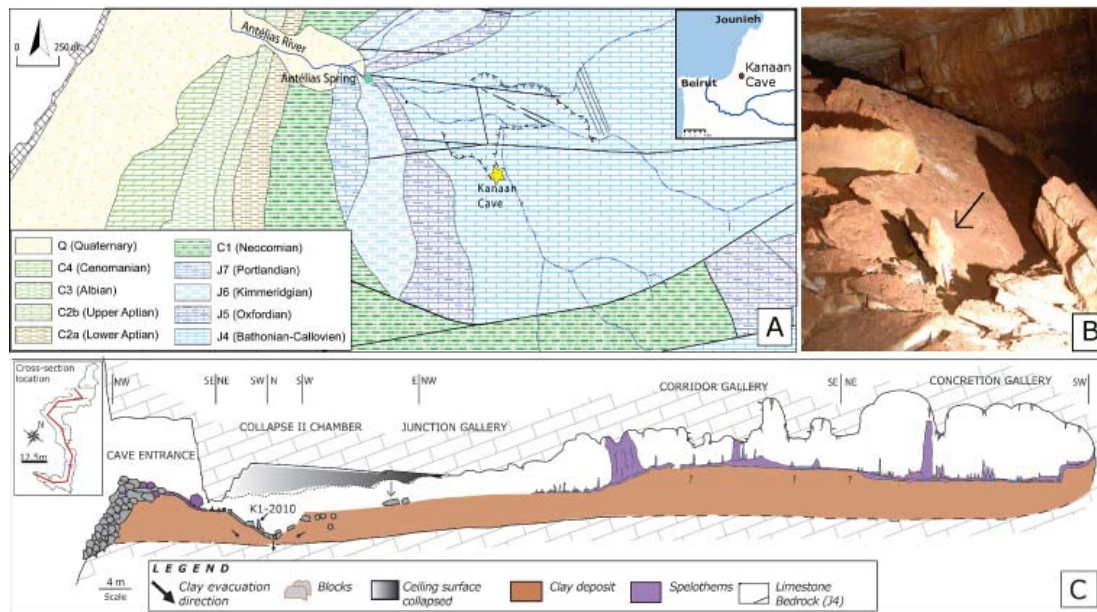 Antélias River
0 250
Antélias Spring
Kanaan
Cave
Jounieh
Kanaan
Cave
Beirut
Q (Quaternary)
C4 (Cenomanian)
C3 (Albian)
C2b (Upper Aptian)
C2a (Lower Aptian)
C1 (Neocomian)
J7 (Portlandian)
J6 (Kimmeridgian)
J5 (Oxfordian)
J4 (Bathonian-Callovien)
A
B
Cross-section
location
N
12.5m
NW
SE NE
SW N
S W
E NW
SE NE
SW
CORRIDOR GALLERY
CONCRETION GALLERY
COLLAPSE II CHAMBER
JUNCTION GALLERY
CAVE ENTRANCE
K1-2010
? ? ?
4 m
Scale
LEGEND
Clay evacuation
direction
Blocks
Ceiling surface
collapsed
Clay deposit
Spelothems
Limestone
Bedrock (J4)
C